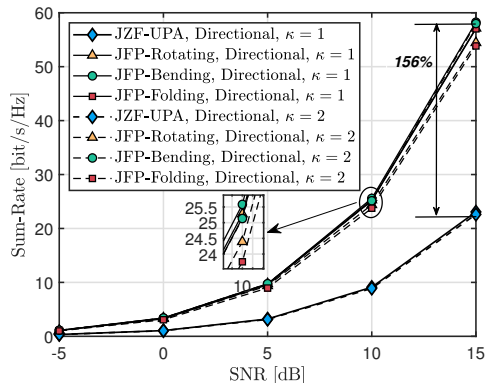 60
50
40
30
20
10
0
Sum-Rate [bit/s/Hz]
JZF-UPA, Directional, κ = 1
JFP-Rotating, Directional, κ = 1
JFP-Bending, Directional, κ = 1
JFP-Folding, Directional, κ = 1
JZF-UPA, Directional, κ = 2
JFP-Rotating, Directional, κ = 2
JFP-Bending, Directional, κ = 2
JFP-Folding, Directional, κ = 2
156%
25.5
25
24.5
24
10
-5 0 5 10 15
SNR [dB]